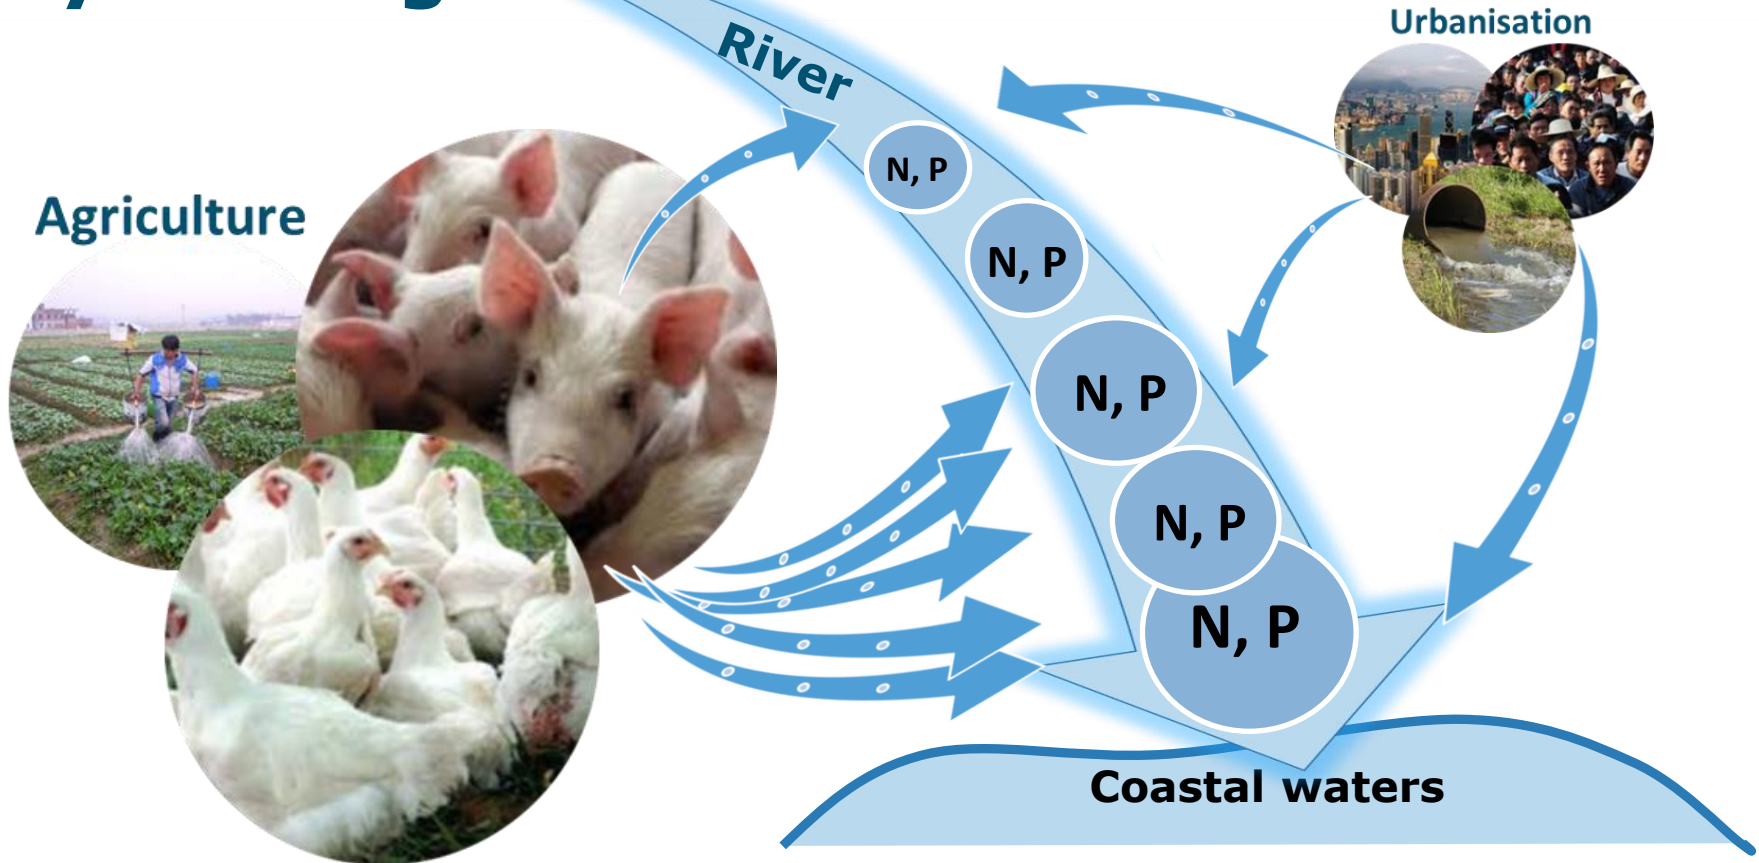 River
Urbanisation
Agriculture
N, P
N, P
N, P
N, P
N, P
Coastal waters